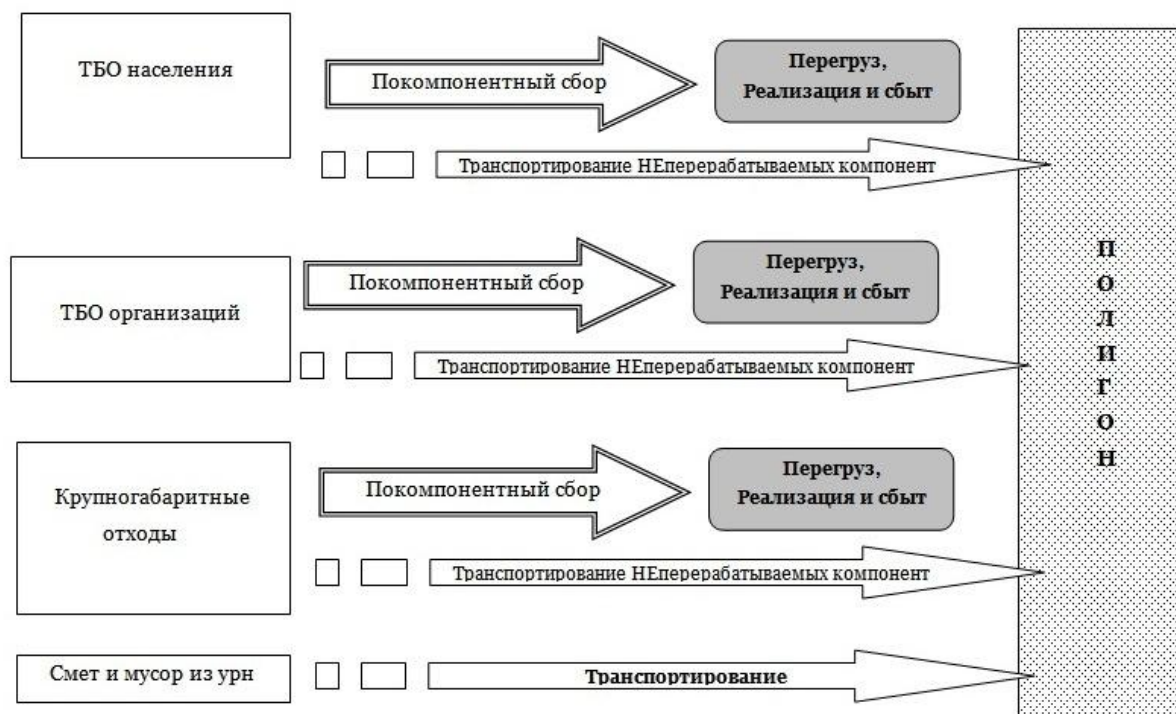 ТБО населения
Покомпонентный сбор
Перегруз,
Реализация и сбыт
Транспортирование НЕперерабатываемых компонент
ТБО организаций
Покомпонентный сбор
Перегруз,
Реализация и сбыт
Транспортирование НЕперерабатываемых компонент
Крупногабаритные
отходы
Покомпонентный сбор
Перегруз,
Реализация и сбыт
Транспортирование НЕперерабатываемых компонент
Смет и мусор из урн
Транспортирование
П
О
Л
И
Г
О
Н